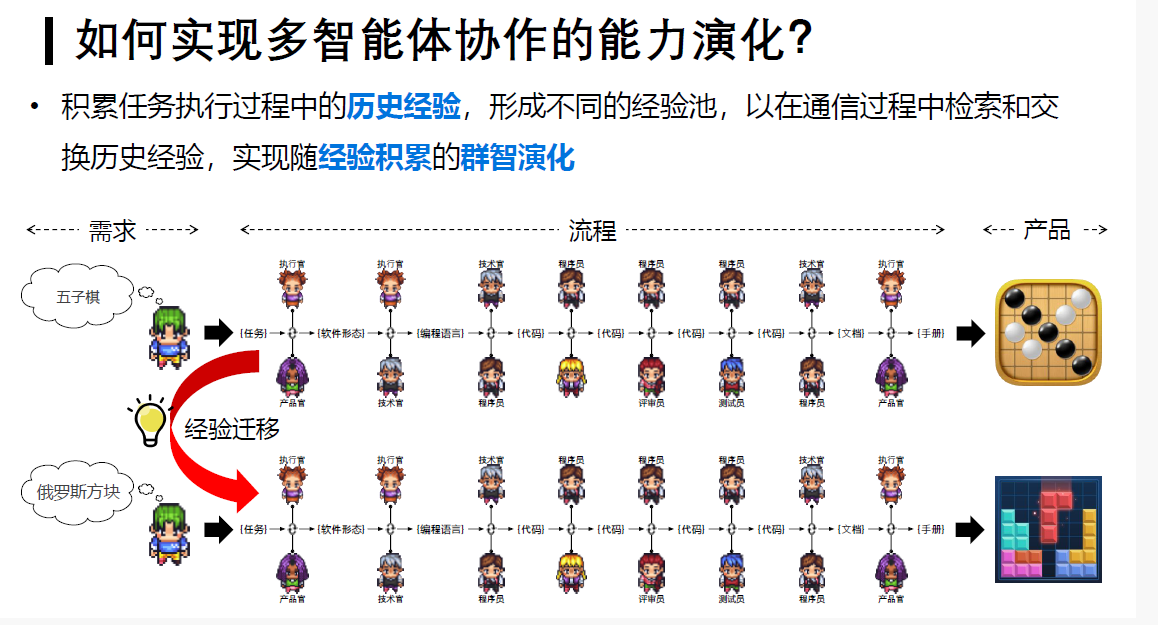 如何实现多智能体协作的能力演化?
• 积累任务执行过程中的历史经验，形成不同的经验池，以在通信过程中检索和交
换历史经验，实现随经验积累的群智演化
需求 流程 产品
执行官 执行官 技术官 程序员 程序员 程序员 技术官 执行官
五子棋
{任务} {软件形态} {编程语言} {代码} {代码} {代码} {代码} {文档} {手册}
产品官 技术官 程序员 评审员 测试员 程序员 产品官
经验迁移
执行官 执行官 技术官 程序员 程序员 程序员 技术官 执行官
俄罗斯方块
{任务} {软件形态} {编程语言} {代码} {代码} {代码} {代码} {文档} {手册}
产品官 技术官 程序员 评审员 测试员 程序员 产品官